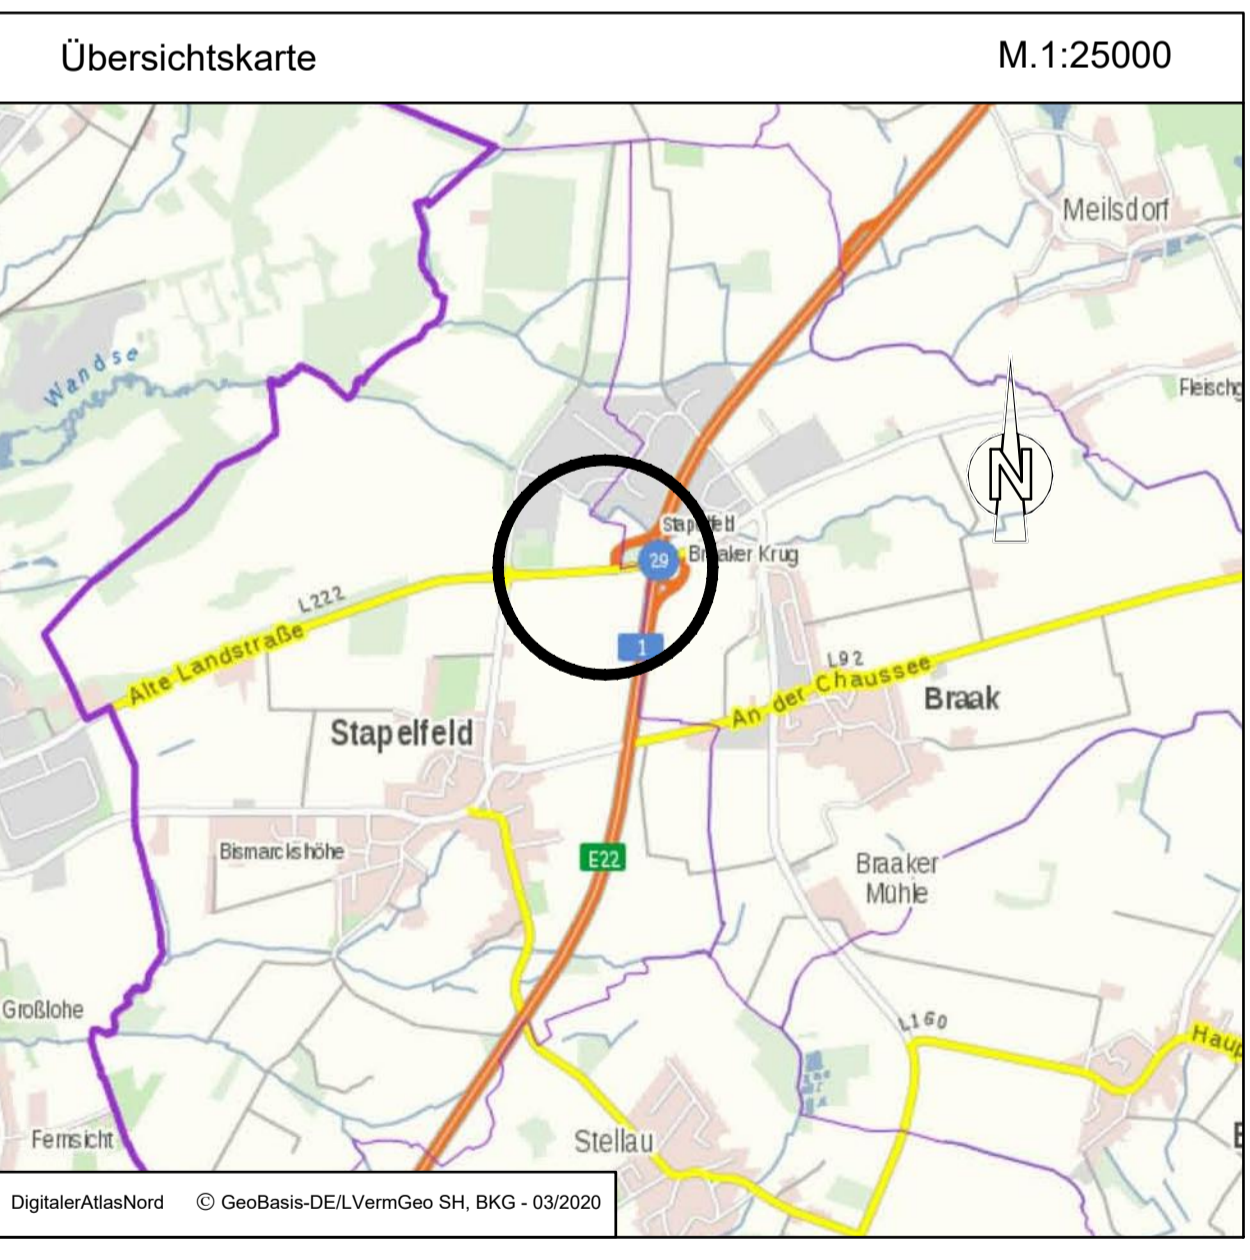 Übersichtskarte
M.1:25000
Meilsdorf
Wandse
N
Stapelfeld
29
Braaker Krug
L222
Alte Landstraße
1
L92
An der Chaussee
Braak
Stapelfeld
Bismarckshöhe
E22
Braaker
Mühle
Großlohe
L160
Fernsicht
Stellau
DigitalerAtlasNord © GeoBasis-DE/LVermGeo SH, BKG - 03/2020